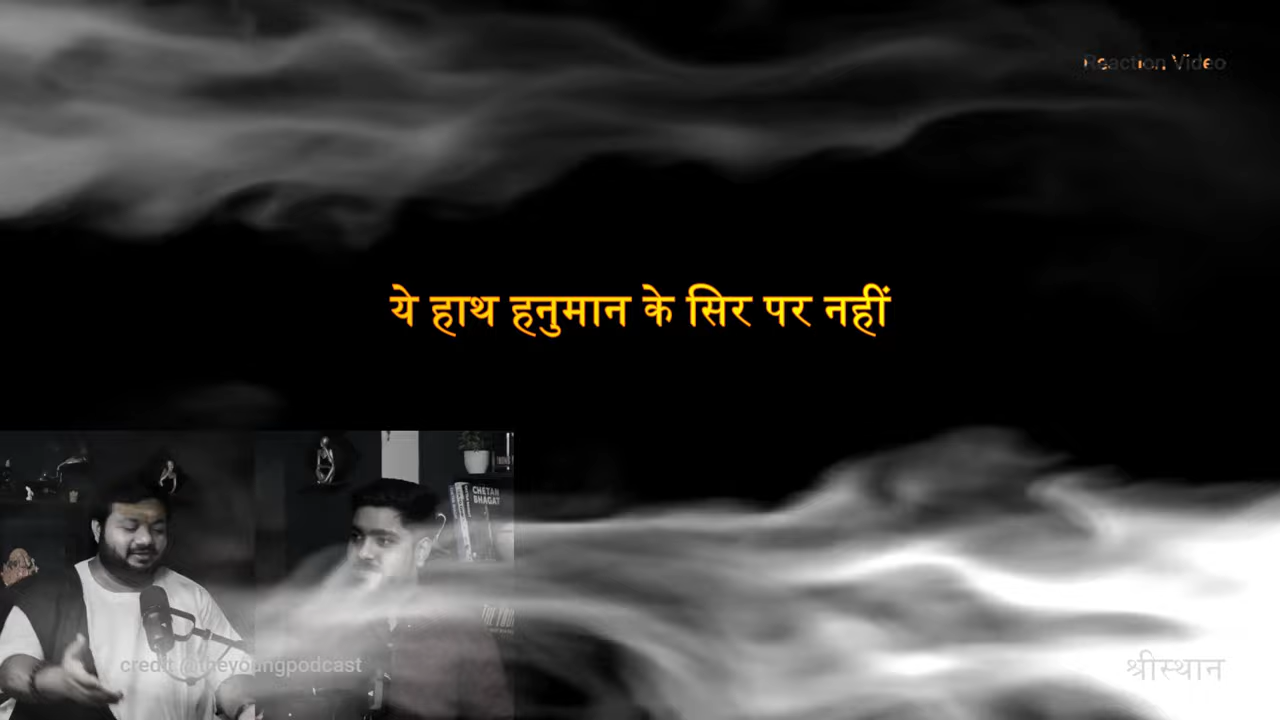 Reaction Video
ये हाथ हनुमान के सिर पर नहीं
CHETAN
BHAGAT
credit @theyoungpodcast
श्रीस्थान